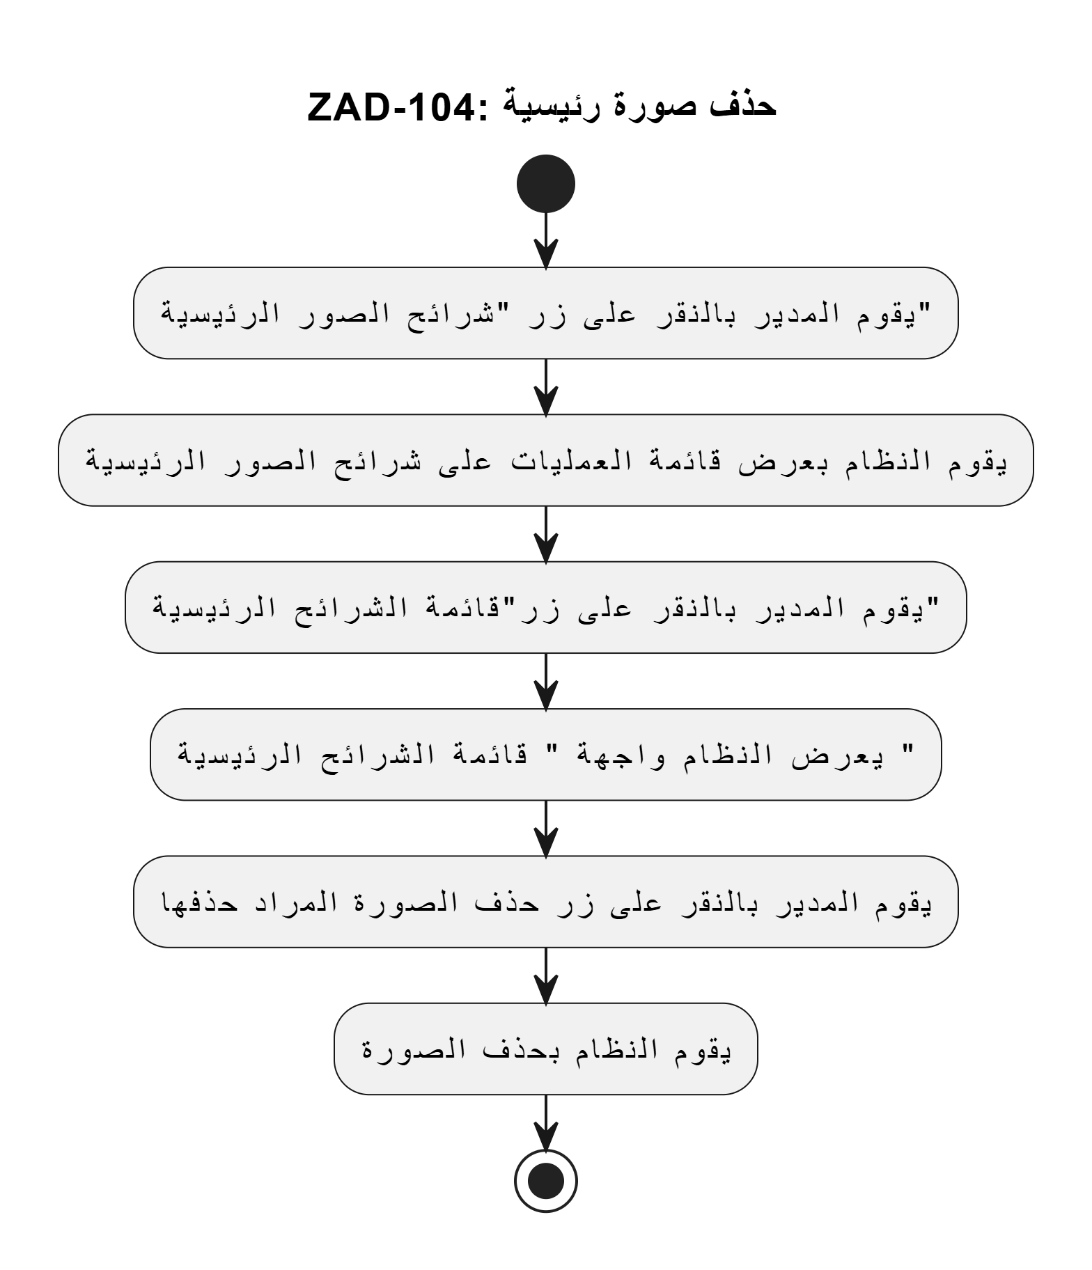 ZAD-104: حذف صورة رئيسية
يقوم المدير بالنقر على زر "شرائح الصور الرئيسية"
يقوم النظام بعرض قائمة العمليات على شرائح الصور الرئيسية
يقوم المدير بالنقر على زر"قائمة الشرائح الرئيسية"
يعرض النظام واجهة " قائمة الشرائح الرئيسية "
يقوم المدير بالنقر على زر حذف الصورة المراد حذفها
يقوم النظام بحذف الصورة